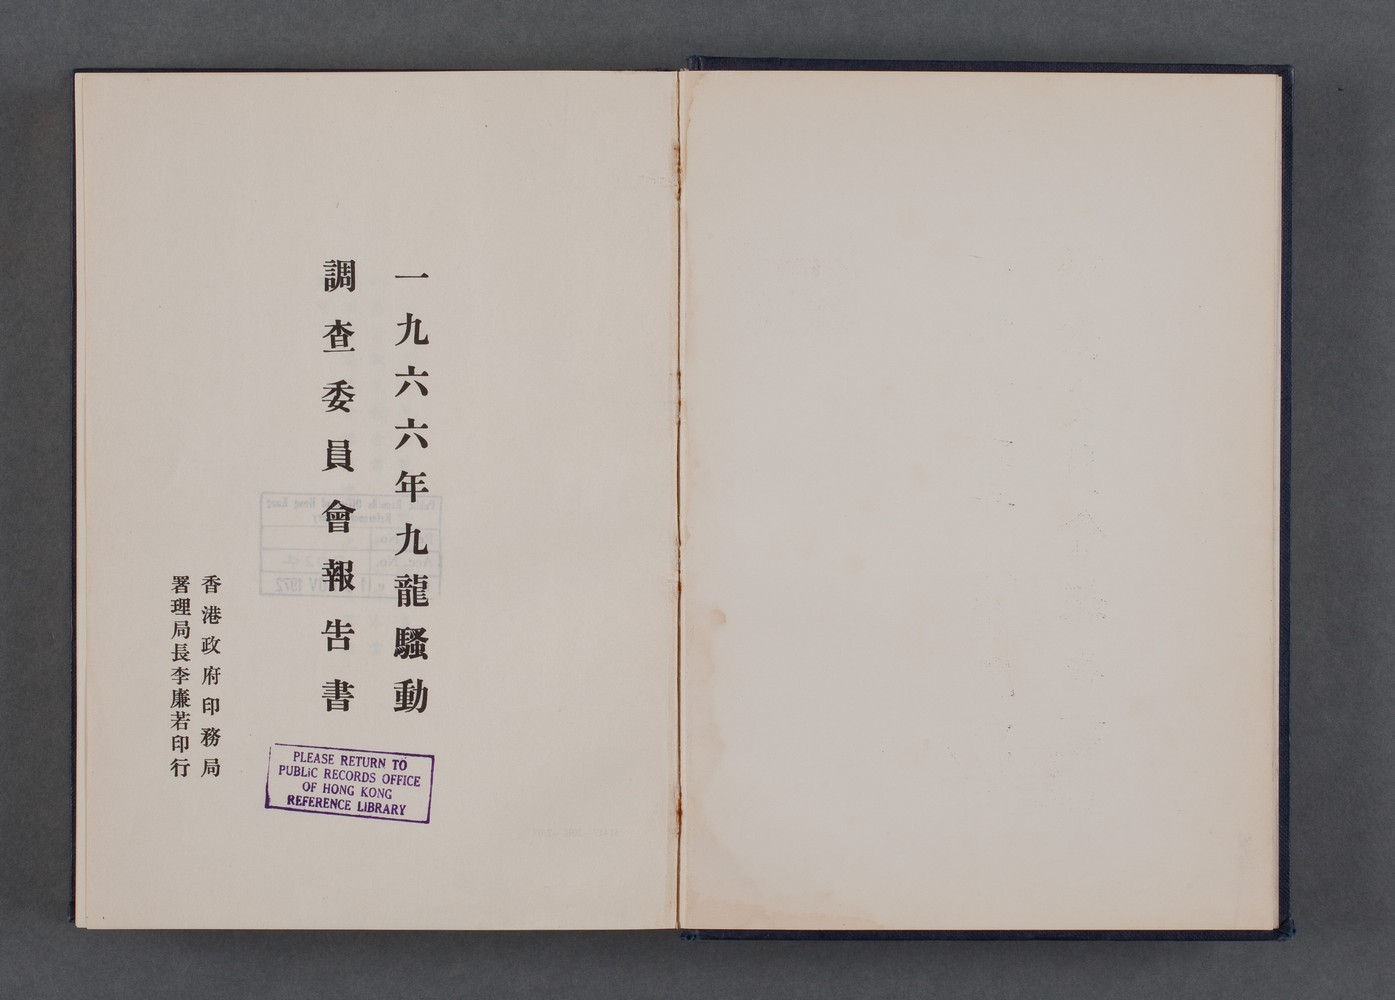 一九六六年九龍騷動
調查委員會報告書
香港政府印務局
署理局長李廉若印行
PLEASE RETURN TO
PUBLIC RECORDS OFFICE
OF HONG KONG
REFERENCE LIBRARY